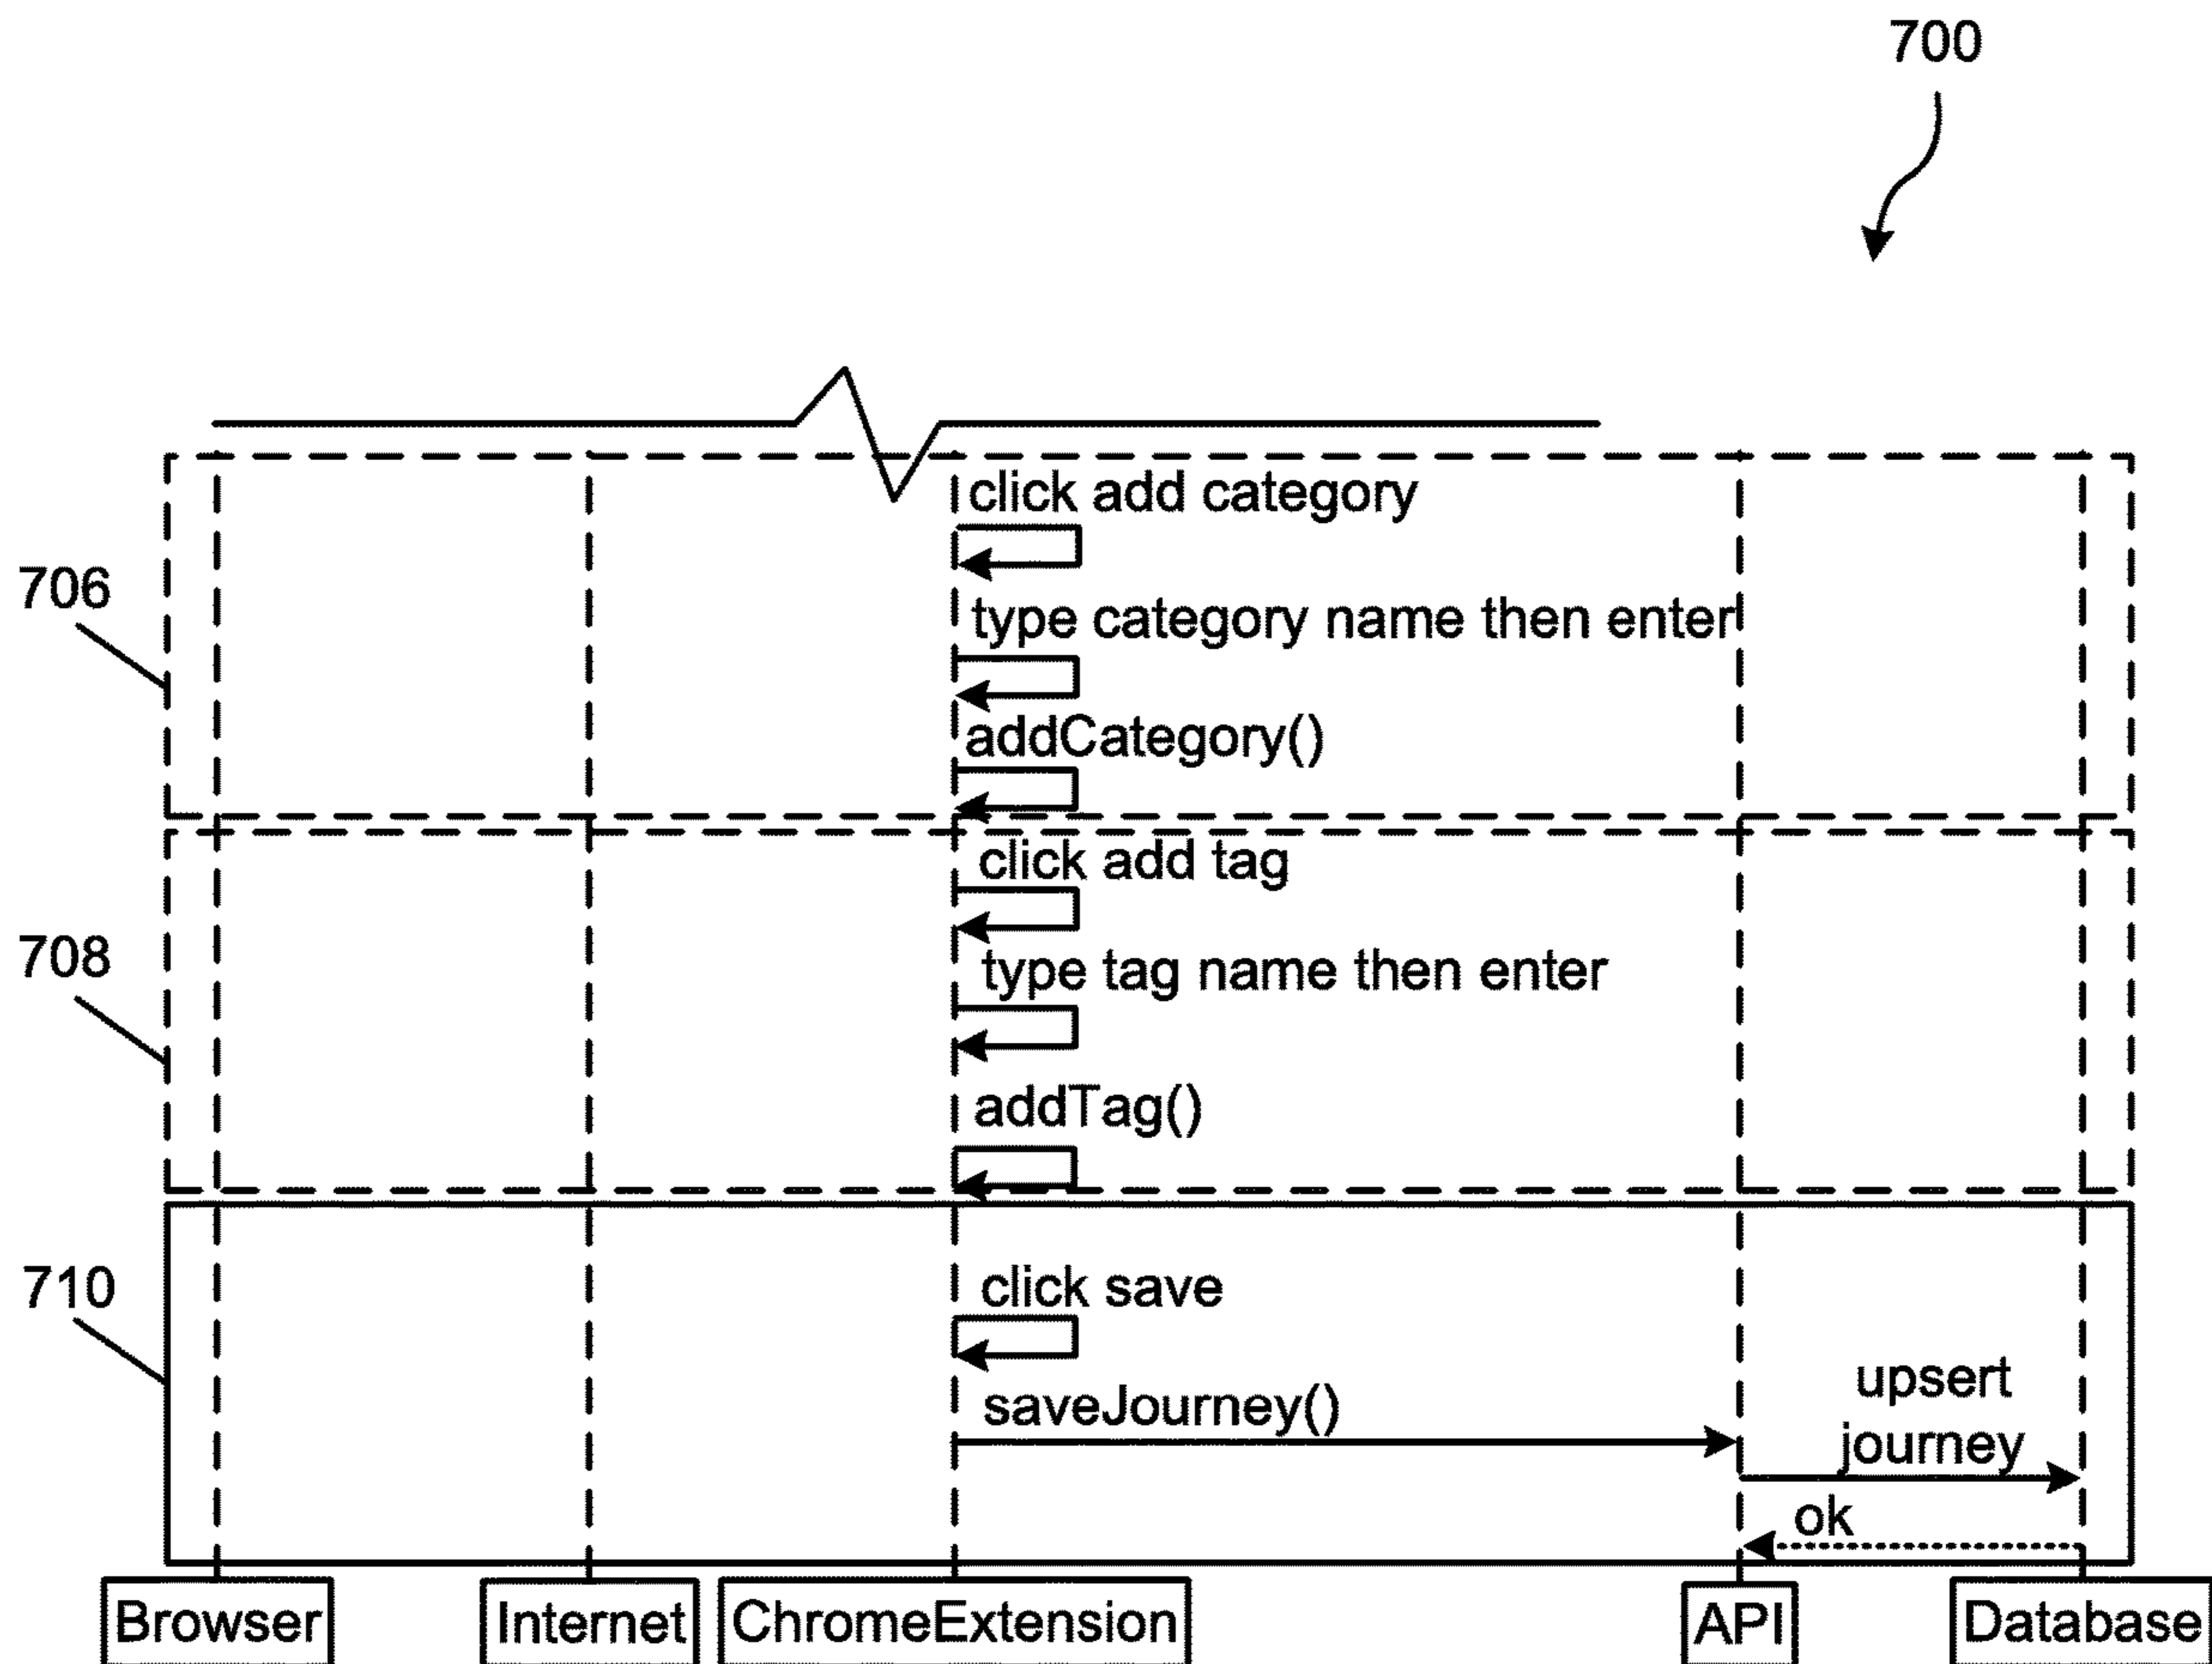 700
click add category
706
type category name then enter
addCategory()
click add tag
708
type tag name then enter
addTag()
710
click save
saveJourney()
upsert
journey
ok
Browser
Internet
ChromeExtension
API
Database